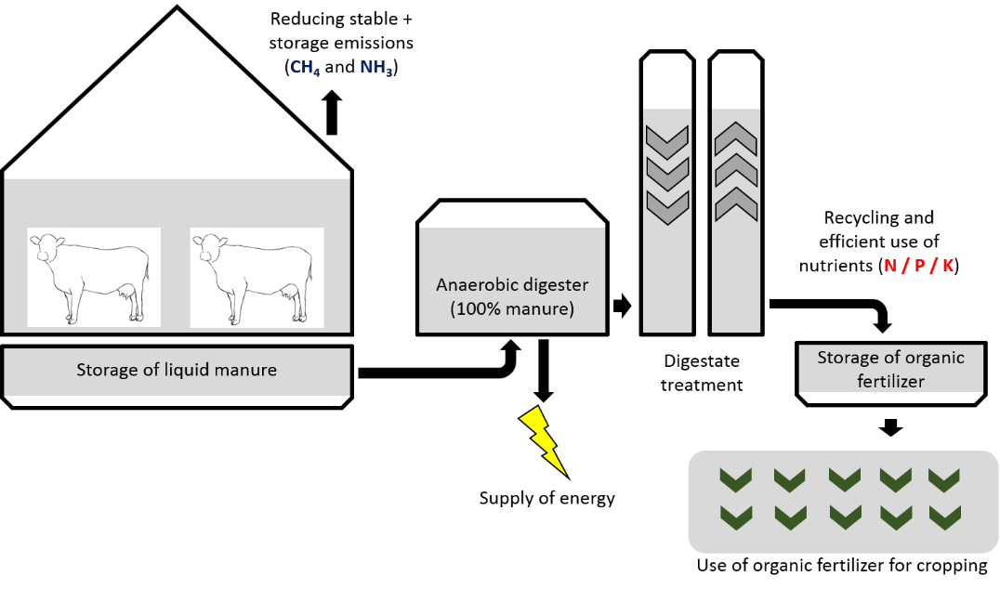 Reducing stable +
storage emissions
(CH₄ and NH₃)
Storage of liquid manure
Anaerobic digester
(100% manure)
Supply of energy
Digestate
treatment
Recycling and
efficient use of
nutrients (N / P / K)
Storage of organic
fertilizer
Use of organic fertilizer for cropping